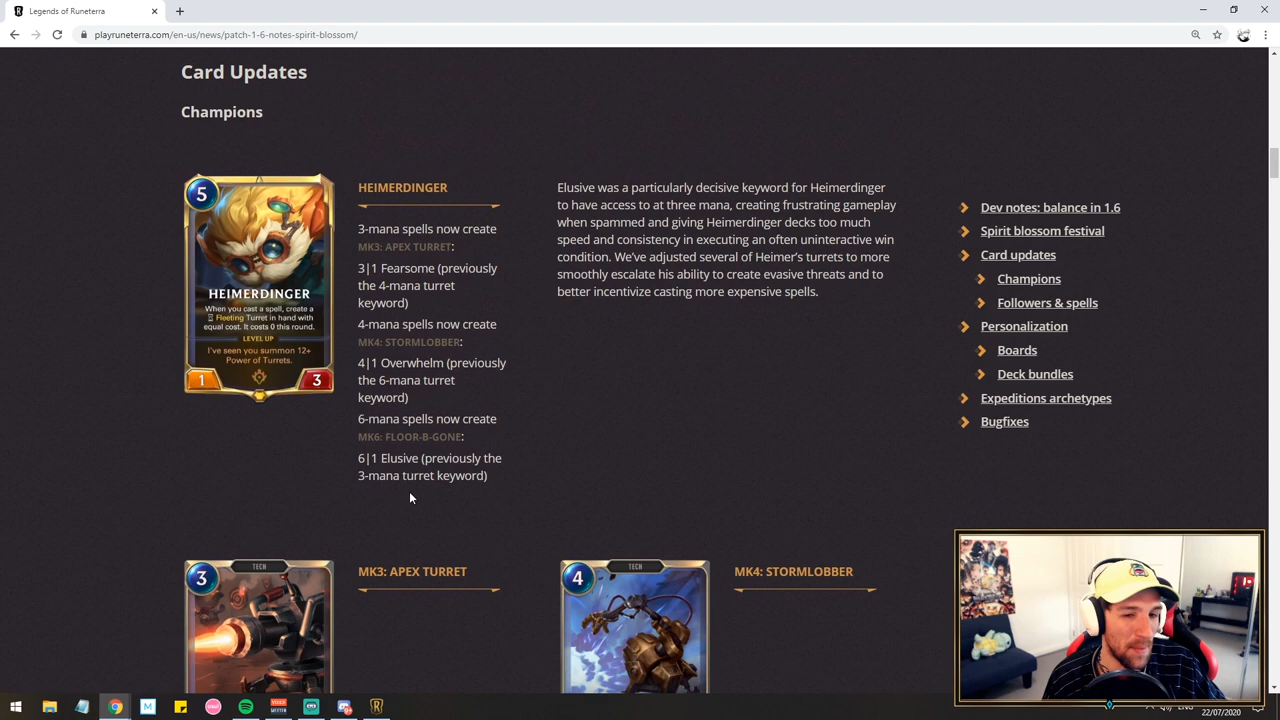 Legends of Runeterra
playruneterra.com/en-us/news/patch-1-6-notes-spirit-blossom/
Card Updates
Champions
5
HEIMERDINGER
When you cast a spell, create a
Fleeting Turret in hand with
equal cost. It costs 0 this round.
LEVEL UP
I've seen you summon 12+
Power of Turrets.
1
3
HEIMERDINGER
3-mana spells now create
MK3: APEX TURRET:
3|1 Fearsome (previously
the 4-mana turret
keyword)
4-mana spells now create
MK4: STORMLOBBER:
4|1 Overwhelm (previously
the 6-mana turret
keyword)
6-mana spells now create
MK6: FLOOR-B-GONE:
6|1 Elusive (previously the
3-mana turret keyword)
Elusive was a particularly decisive keyword for Heimerdinger
to have access to at three mana, creating frustrating gameplay
when spammed and giving Heimerdinger decks too much
speed and consistency in executing an often uninteractive win
condition. We've adjusted several of Heimer's turrets to more
smoothly escalate his ability to create evasive threats and to
better incentivize casting more expensive spells.
Dev notes: balance in 1.6
Spirit blossom festival
Card updates
Champions
Followers & spells
Personalization
Boards
Deck bundles
Expeditions archetypes
Bugfixes
TECH
3
MK3: APEX TURRET
TECH
4
MK4: STORMLOBBER
ENG
22/07/2020